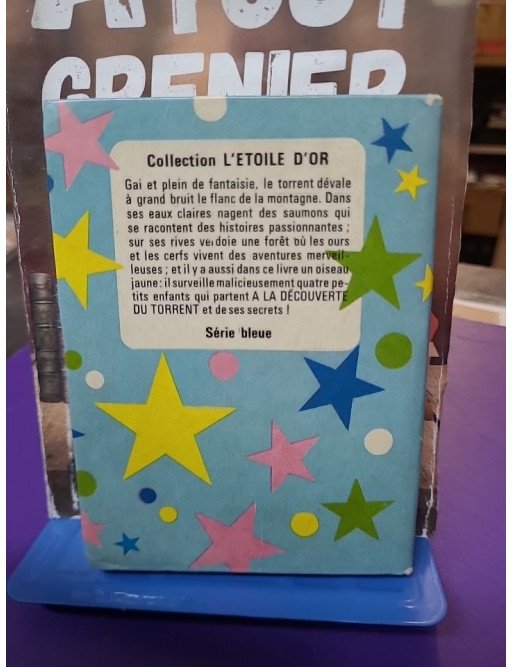 ATOUT
GRENIER
Collection L'ETOILE D'OR
Gai et plein de fantaisie, le torrent dévale
à grand bruit le flanc de la montagne. Dans
ses eaux claires nagent des saumons qui
se racontent des histoires passionnantes ;
sur ses rives verdoie une forêt où les ours
et les cerfs vivent des aventures merveil-
leuses ; et il y a aussi dans ce livre un oiseau
jaune : il surveille malicieusement quatre pe-
tits enfants qui partent A LA DÉCOUVERTE
DU TORRENT et de ses secrets !
Série bleue